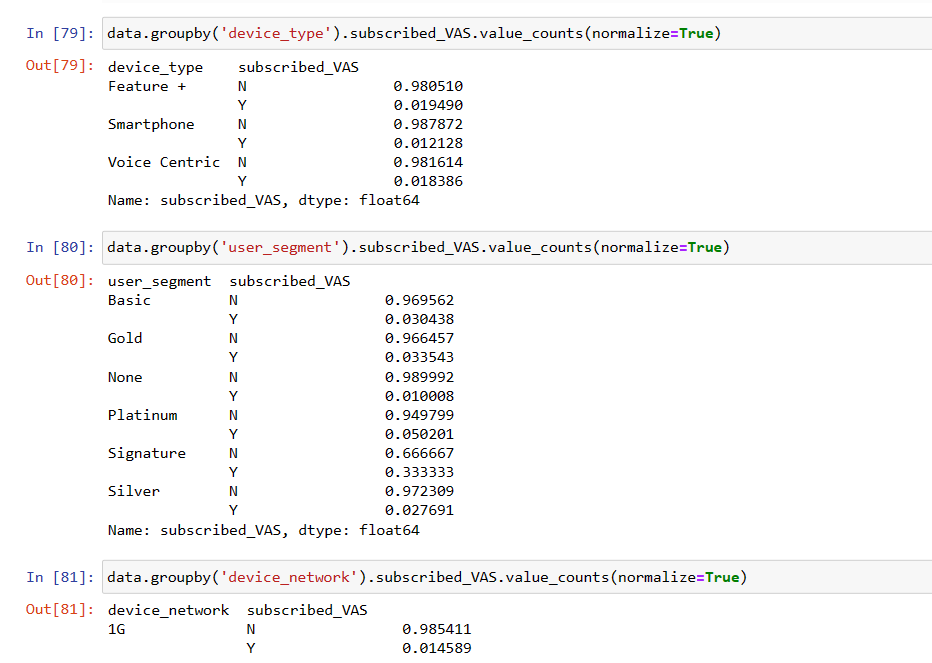 In [79]: data.groupby('device_type').subscribed_VAS.value_counts(normalize=True)
Out[79]: device_type subscribed_VAS
Feature + N 0.980510
Y 0.019490
Smartphone N 0.987872
Y 0.012128
Voice Centric N 0.981614
Y 0.018386
Name: subscribed_VAS, dtype: float64
In [80]: data.groupby('user_segment').subscribed_VAS.value_counts(normalize=True)
Out[80]: user_segment subscribed_VAS
Basic N 0.969562
Y 0.030438
Gold N 0.966457
Y 0.033543
None N 0.989992
Y 0.010008
Platinum N 0.949799
Y 0.050201
Signature N 0.666667
Y 0.333333
Silver N 0.972309
Y 0.027691
Name: subscribed_VAS, dtype: float64
In [81]: data.groupby('device_network').subscribed_VAS.value_counts(normalize=True)
Out[81]: device_network subscribed_VAS
1G N 0.985411
Y 0.014589